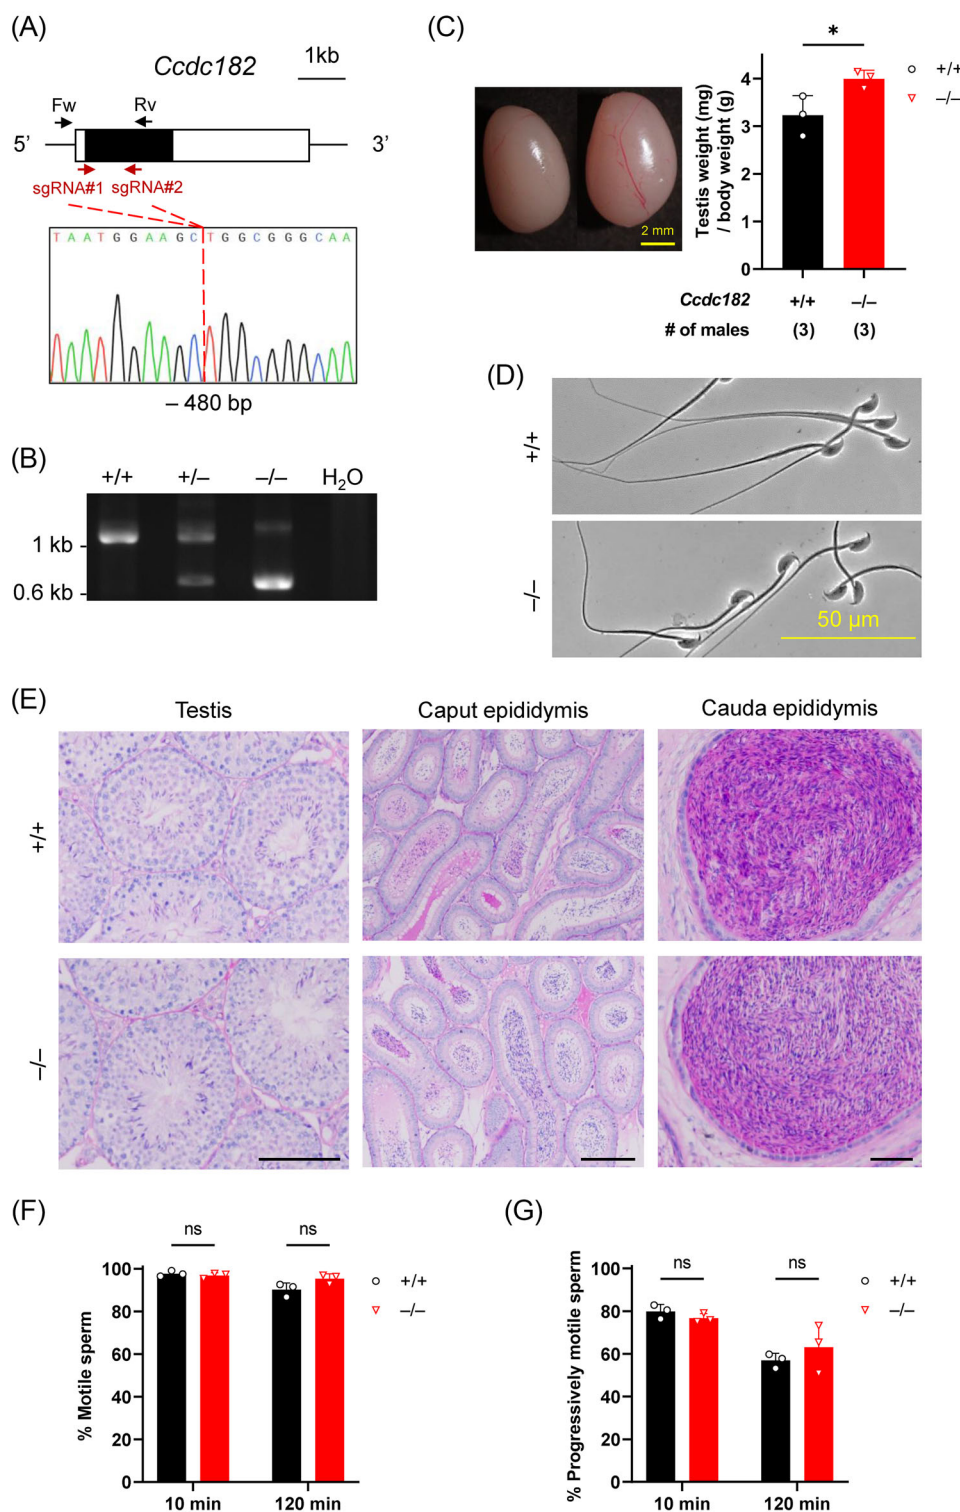 (A)
Ccdc182
1kb
Fw
Rv
5’
3’
sgRNA#1
sgRNA#2
TAATGGAAGCTGGCGGGCAA
– 480 bp
(B)
+/+
+/–
–/–
H2O
1 kb -
0.6 kb -
(C)
2 mm
Testis weight (mg)
/ body weight (g)
4
3
2
1
0
*
+/+
–/–
Ccdc182
+/+
–/–
# of males
(3)
(3)
(D)
+/+
–/–
50 µm
(E)
Testis
Caput epididymis
Cauda epididymis
+/+
–/–
(F)
% Motile sperm
100
80
60
40
20
0
ns
ns
+/+
–/–
10 min
120 min
(G)
% Progressively motile sperm
100
80
60
40
20
0
ns
ns
+/+
–/–
10 min
120 min